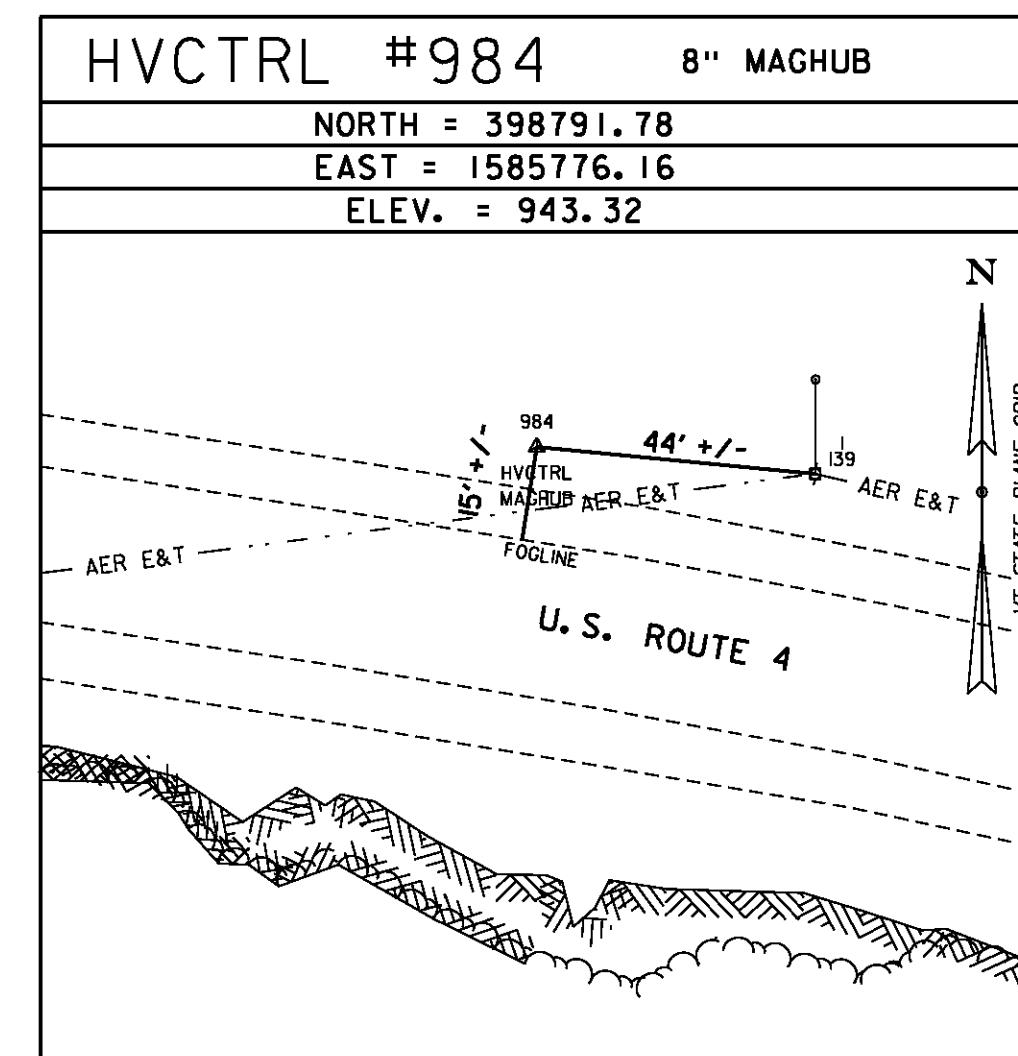 HVCTRL #984 8" MAGHUB
NORTH = 398791.78
EAST = 1585776.16
ELEV. = 943.32
N
984
15' +/-
44' +/-
139
HVCTRL
MAGHUB
AER E&T
AER E&T
AER E&T
FOGLINE
U.S. ROUTE 4